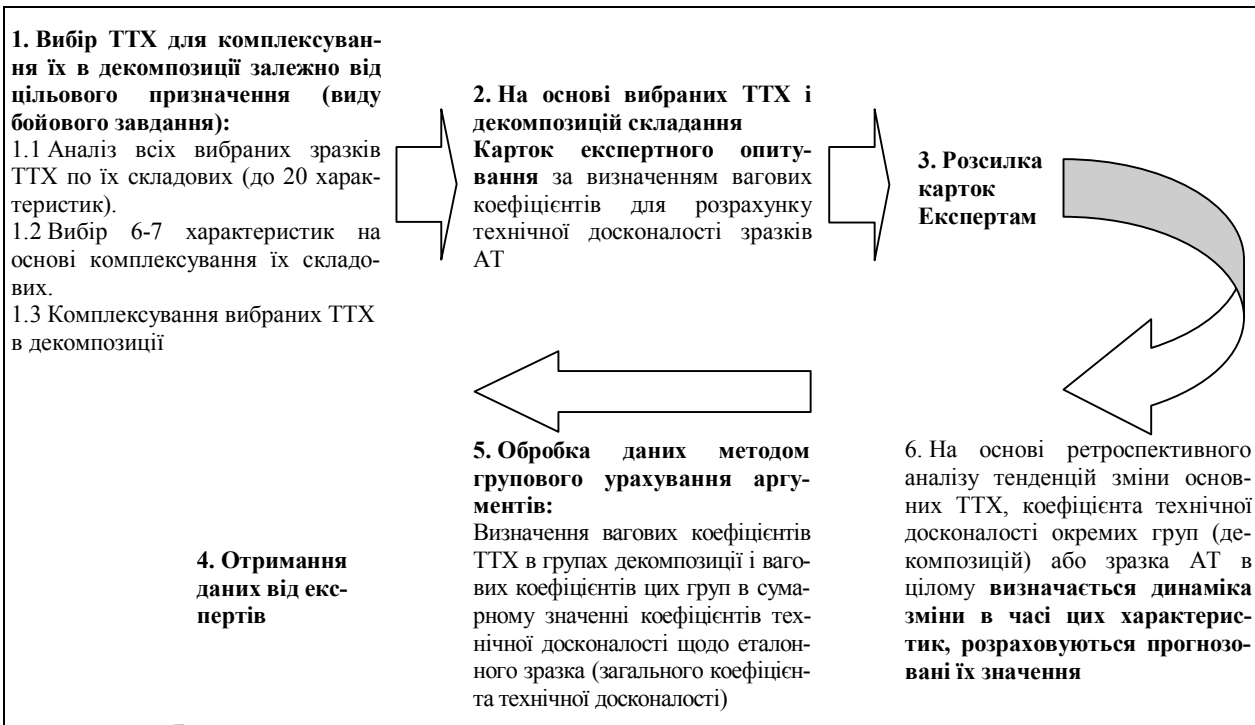 1. Вибір ТТХ для комплексуван-
ня їх в декомпозиції залежно від
цільового призначення (виду
бойового завдання):
1.1 Аналіз всіх вибраних зразків
ТТХ по їх складових (до 20 харак-
теристик).
1.2 Вибір 6-7 характеристик на
основі комплексування їх складо-
вих.
1.3 Комплексування вибраних ТТХ
в декомпозиції
2. На основі вибраних ТТХ і
декомпозицій складання
Карток експертного опиту-
вання за визначенням вагових
коефіцієнтів для розрахунку
технічної досконалості зразків
АТ
3. Розсилка
карток
Експертам
4. Отримання
даних від екс-
пертів
5. Обробка даних методом
групового урахування аргу-
ментів:
Визначення вагових коефіцієнтів
ТТХ в групах декомпозиції і ваго-
вих коефіцієнтів цих груп в сума-
рному значенні коефіцієнтів тех-
нічної досконалості щодо еталон-
ного зразка (загального коефіцієн-
та технічної досконалості)
6. На основі ретроспективного
аналізу тенденцій зміни основ-
них ТТХ, коефіцієнта технічної
досконалості окремих груп (де-
композицій) або зразка АТ в
цілому визначається динаміка
зміни в часі цих характерис-
тик, розраховуються прогнозо-
вані їх значення